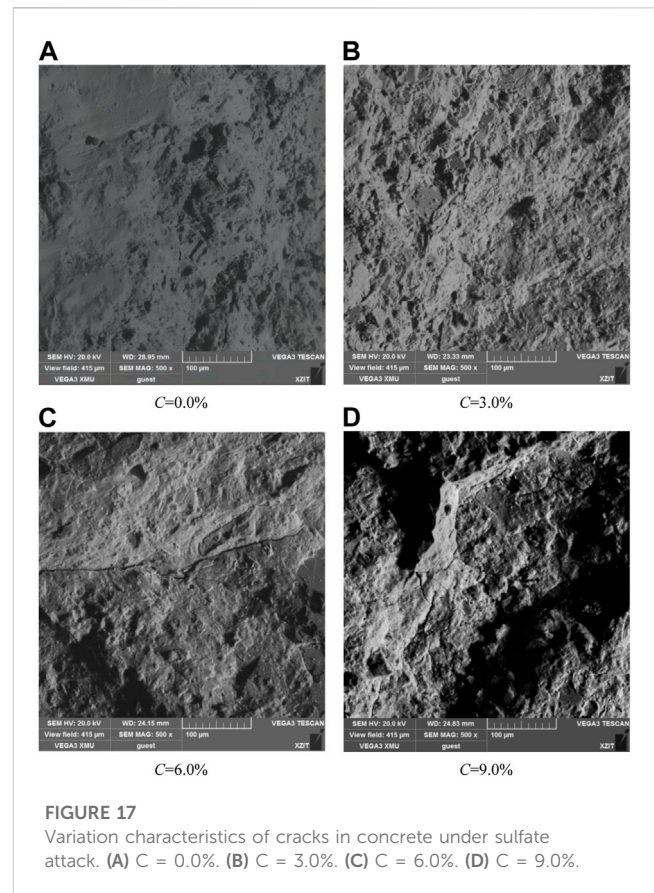 A
B
SEM HV: 20.0 kV WD: 28.95 mm VEGA3 TESCAN
View field: 415 µm SEM MAG: 500 x 100 µm
VEGA3 XMU guest XZIT
SEM HV: 20.0 kV WD: 23.33 mm VEGA3 TESCAN
View field: 415 µm SEM MAG: 500 x 100 µm
VEGA3 XMU guest XZIT
C=0.0%
C=3.0%
C
D
SEM HV: 20.0 kV WD: 24.15 mm VEGA3 TESCAN
View field: 415 µm SEM MAG: 500 x 100 µm
VEGA3 XMU guest XZIT
SEM HV: 20.0 kV WD: 24.83 mm VEGA3 TESCAN
View field: 415 µm SEM MAG: 500 x 100 µm
VEGA3 XMU guest XZIT
C=6.0%
C=9.0%
FIGURE 17
Variation characteristics of cracks in concrete under sulfate
attack. (A) C = 0.0%. (B) C = 3.0%. (C) C = 6.0%. (D) C = 9.0%.